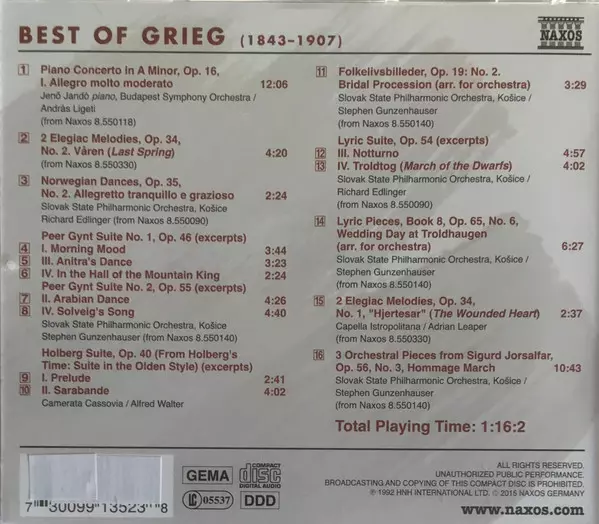 BEST OF GRIEG (1843–1907)
NAXOS
1 Piano Concerto in A Minor, Op. 16,
I. Allegro molto moderato 12:06
Jenö Jandó piano, Budapest Symphony Orchestra /
Andràs Ligeti
(from Naxos 8.550118)
2 2 Elegiac Melodies, Op. 34,
No. 2. Våren (Last Spring) 4:20
(from Naxos 8.550330)
3 Norwegian Dances, Op. 35,
No. 2. Allegretto tranquillo e grazioso 2:24
Slovak State Philharmonic Orchestra, Košice
Richard Edlinger (from Naxos 8.550090)
Peer Gynt Suite No. 1, Op. 46 (excerpts)
4 I. Morning Mood 3:44
5 III. Anitra's Dance 3:23
6 IV. In the Hall of the Mountain King 2:24
Peer Gynt Suite No. 2, Op. 55 (excerpts)
7 II. Arabian Dance 4:26
8 IV. Solveig's Song 4:40
Slovak State Philharmonic Orchestra, Košice
Stephen Gunzenhauser (from Naxos 8.550140)
Holberg Suite, Op. 40 (From Holberg's
Time: Suite in the Olden Style) (excerpts)
9 I. Prelude 2:41
10 II. Sarabande 4:02
Camerata Cassovia / Alfred Walter
11 Folkelivsbilleder, Op. 19: No. 2.
Bridal Procession (arr. for orchestra) 3:29
Slovak State Philharmonic Orchestra, Košice /
Stephen Gunzenhauser
(from Naxos 8.550140)
Lyric Suite, Op. 54 (excerpts)
12 III. Notturno 4:57
13 IV. Troldtog (March of the Dwarfs) 4:02
Slovak State Philharmonic Orchestra, Košice /
Richard Edlinger
(from Naxos 8.550090)
14 Lyric Pieces, Book 8, Op. 65, No. 6,
Wedding Day at Troldhaugen
(arr. for orchestra) 6:27
Slovak State Philharmonic Orchestra, Košice /
Stephen Gunzenhauser
(from Naxos 8.550140)
15 2 Elegiac Melodies, Op. 34,
No. 1, "Hjertesar" (The Wounded Heart) 2:37
Capella Istropolitana / Adrian Leaper
(from Naxos 8.550330)
16 3 Orchestral Pieces from Sigurd Jorsalfar,
Op. 56, No. 3, Hommage March 10:43
Slovak State Philharmonic Orchestra, Košice /
Stephen Gunzenhauser
(from Naxos 8.550140)
Total Playing Time: 1:16:2
7 30099 13523 8
GEMA
LC 05537
COMPACT
disc
DIGITAL AUDIO
DDD
ALL RIGHTS RESERVED.
UNAUTHORIZED PUBLIC PERFORMANCE.
BROADCASTING AND COPYING OF THIS COMPACT DISC IS PROHIBITED.
℗ 1992 HNH INTERNATIONAL LTD. © 2015 NAXOS GERMANY
www.naxos.com